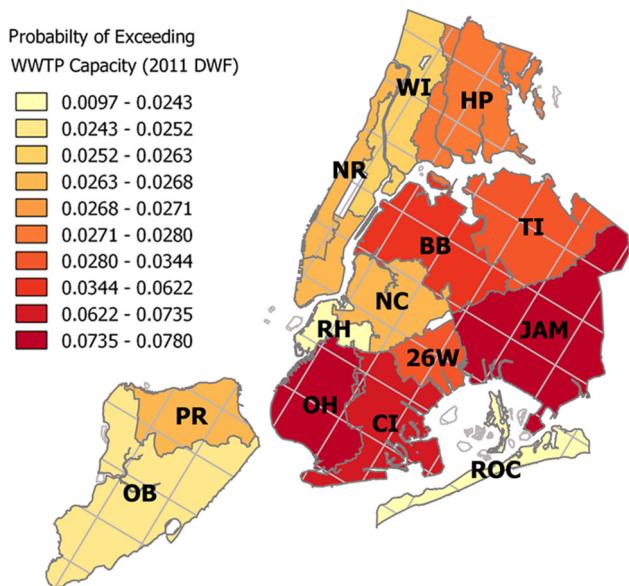 Probabilty of Exceeding
WWTP Capacity (2011 DWF)
0.0097 - 0.0243
0.0243 - 0.0252
0.0252 - 0.0263
0.0263 - 0.0268
0.0268 - 0.0271
0.0271 - 0.0280
0.0280 - 0.0344
0.0344 - 0.0622
0.0622 - 0.0735
0.0735 - 0.0780
WI
HP
NR
TI
BB
NC
RH
JAM
26W
OH
CI
PR
ROC
OB